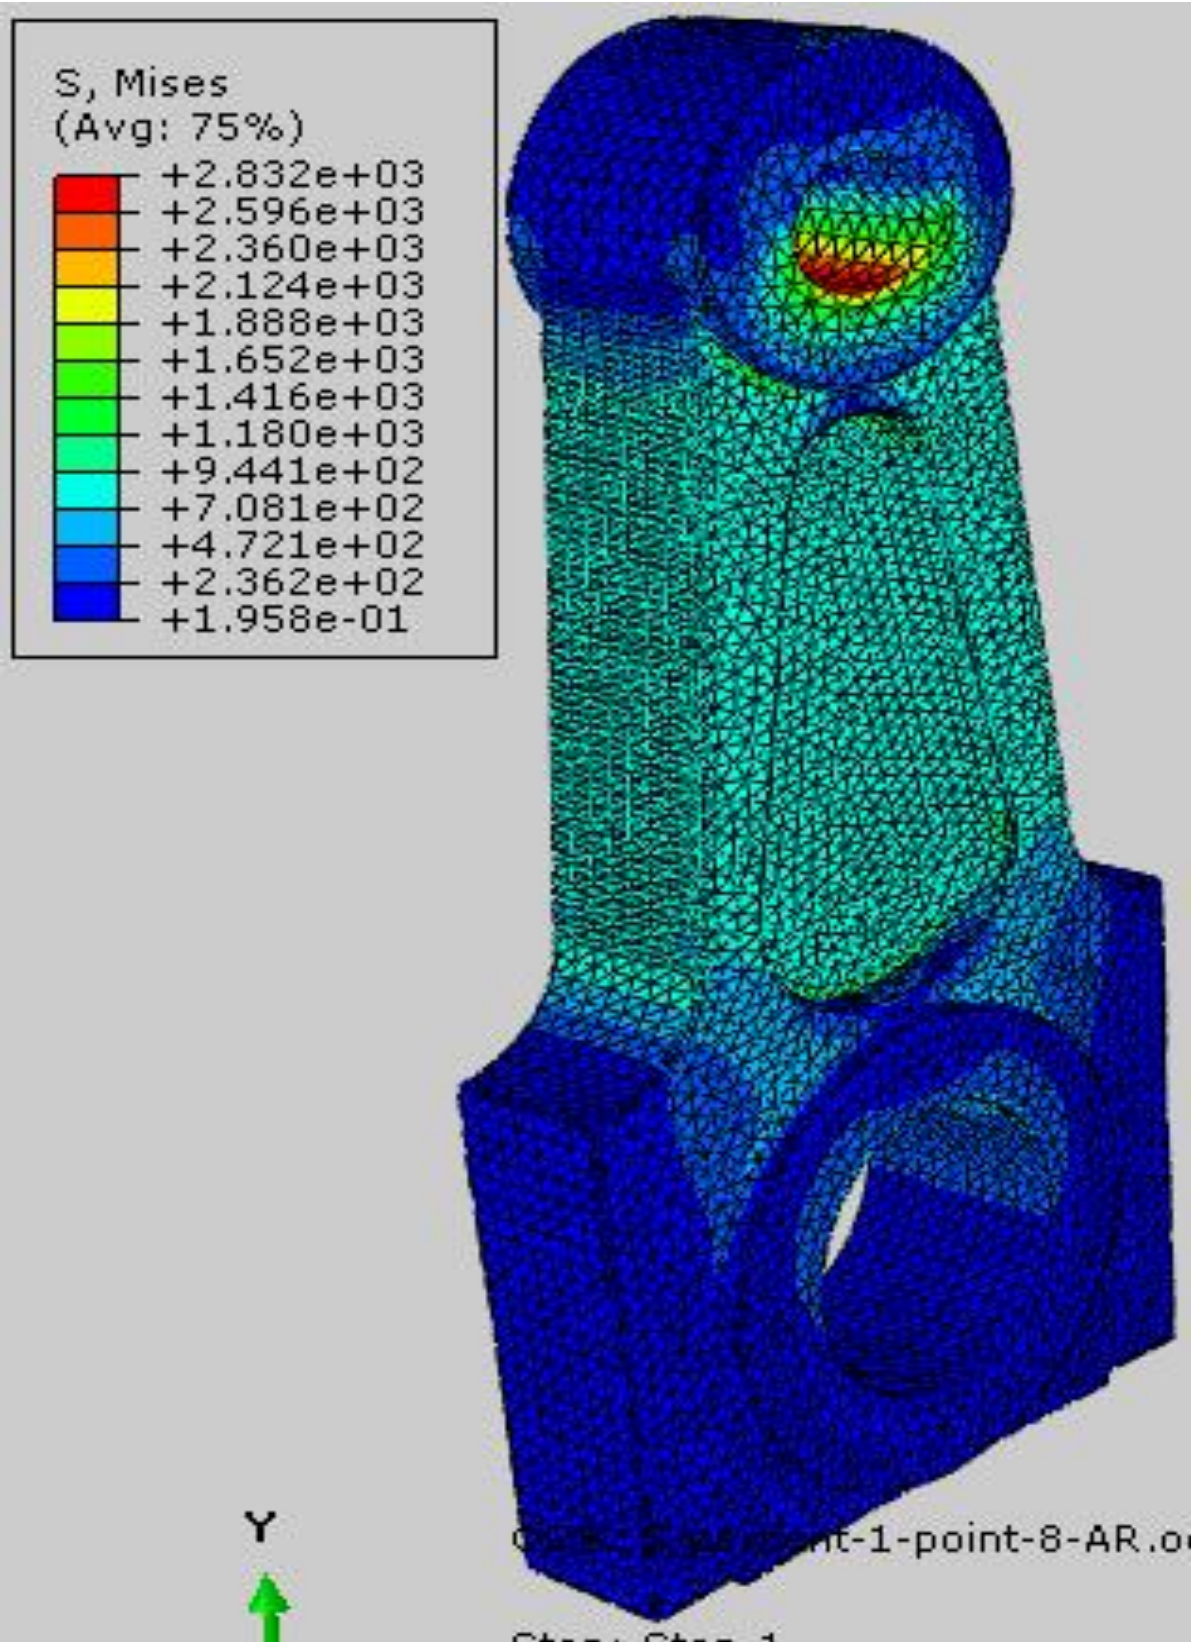 S, Mises
(Avg: 75%)
+2.832e+03
+2.596e+03
+2.360e+03
+2.124e+03
+1.888e+03
+1.652e+03
+1.416e+03
+1.180e+03
+9.441e+02
+7.081e+02
+4.721e+02
+2.362e+02
+1.958e-01
Y
-1-point-8-AR.o